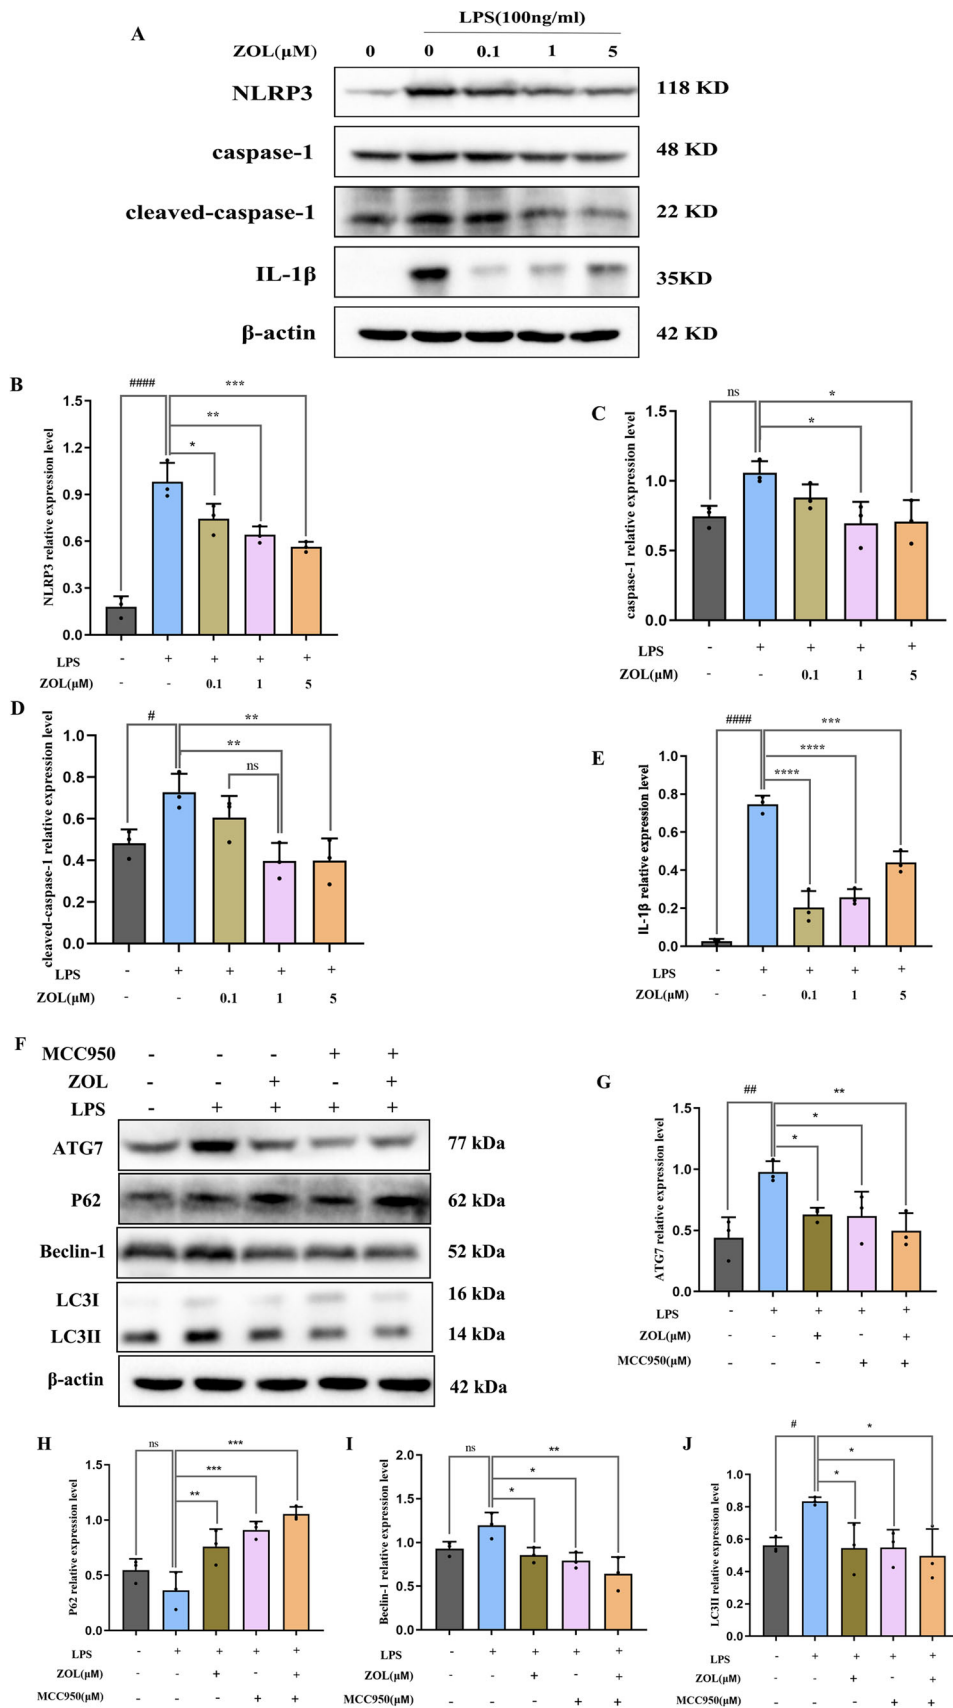 A
LPS(100ng/ml)
ZOL(μM) 0 0 0.1 1 5
NLRP3 118 KD
caspase-1 48 KD
cleaved-caspase-1 22 KD
IL-1β 35KD
β-actin 42 KD
B
#### ***
**
*
NLRP3 relative expression level
1.5
1.2
0.9
0.6
0.3
0.0
LPS - + + + +
ZOL(μM) - - 0.1 1 5
C
ns *
*
caspase-1 relative expression level
1.5
1.0
0.5
0.0
LPS - + + + +
ZOL(μM) - - 0.1 1 5
D
# **
**
ns
cleaved-caspase-1 relative expression level
1.0
0.8
0.6
0.4
0.2
0.0
LPS - + + + +
ZOL(μM) - - 0.1 1 5
E
#### ***
****
****
IL-1β relative expression level
1.0
0.8
0.6
0.4
0.2
0.0
LPS - + + + +
ZOL(μM) - - 0.1 1 5
F
MCC950 - - - + +
ZOL - - + - +
LPS - + + + +
ATG7 77 kDa
P62 62 kDa
Beclin-1 52 kDa
LC3I 16 kDa
LC3II 14 kDa
β-actin 42 kDa
G
## **
*
*
ATG7 relative expression level
1.5
1.0
0.5
0.0
LPS - + + + +
ZOL(μM) - - + - +
MCC950(μM) - - - + +
H
ns ***
***
**
P62 relative expression level
1.5
1.0
0.5
0.0
LPS - + + + +
ZOL(μM) - - + - +
MCC950(μM) - - - + +
I
ns **
*
*
Beclin-1 relative expression level
2.0
1.5
1.0
0.5
0.0
LPS - + + + +
ZOL(μM) - - + - +
MCC950(μM) - - - + +
J
# *
*
*
LC3II relative expression level
1.0
0.8
0.6
0.4
0.2
0.0
LPS - + + + +
ZOL(μM) - - + - +
MCC950(μM) - - - + +